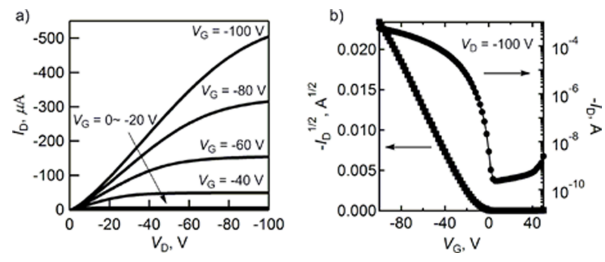 a)
-500
-400
-300
-200
-100
0
I_D, μA
V_G = -100 V
V_G = -80 V
V_G = 0~ -20 V
V_G = -60 V
V_G = -40 V
0 -20 -40 -60 -80 -100
V_D, V
b)
0.020
0.015
0.010
0.005
0.000
-I_D^1/2, A^1/2
V_D = -100 V
10^-4
10^-6
10^-8
10^-10
-I_D, A
-80 -40 0 40
V_G, V